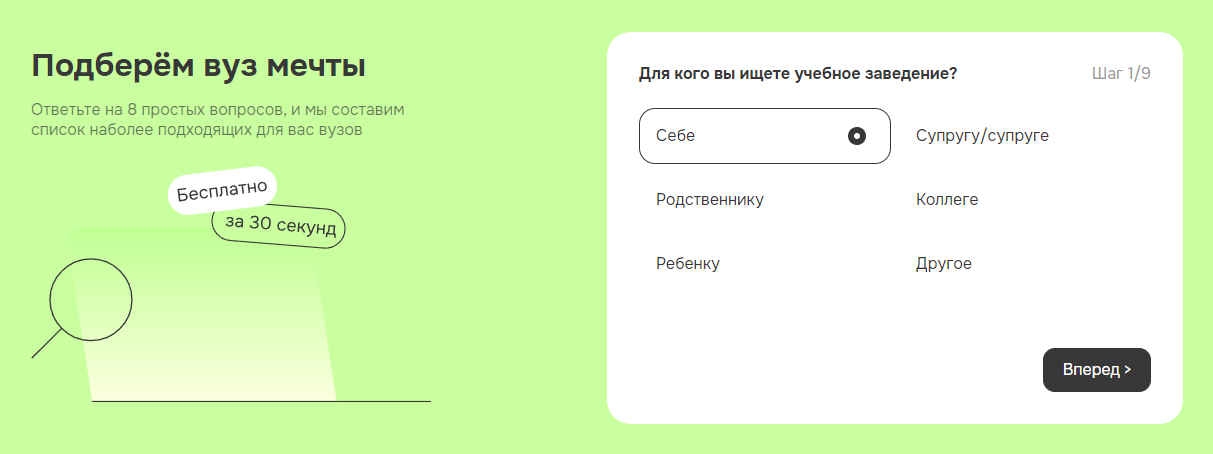 Подберём вуз мечты
Ответьте на 8 простых вопросов, и мы составим
список наболее подходящих для вас вузов
Бесплатно
за 30 секунд
Для кого вы ищете учебное заведение?
Шаг 1/9
Себе
Супругу/супруге
Родственнику
Коллеге
Ребенку
Другое
Вперед >